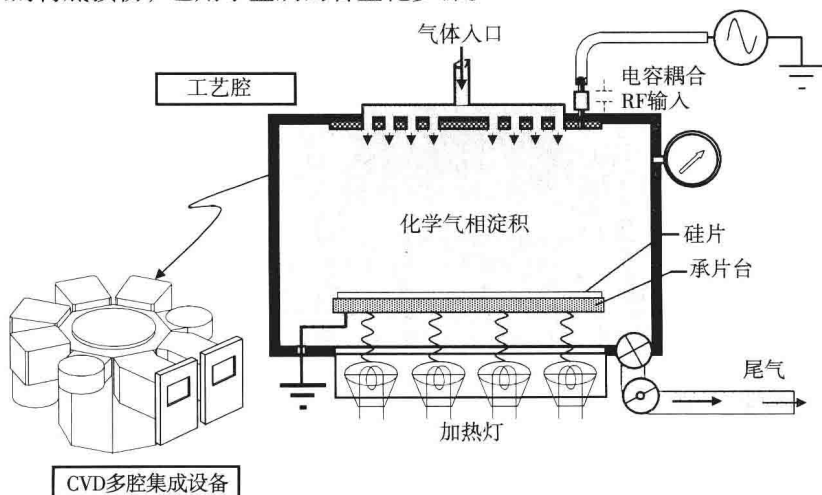 气体入口
工艺腔
电容耦合
RF输入
化学气相淀积
硅片
承片台
尾气
加热灯
CVD多腔集成设备